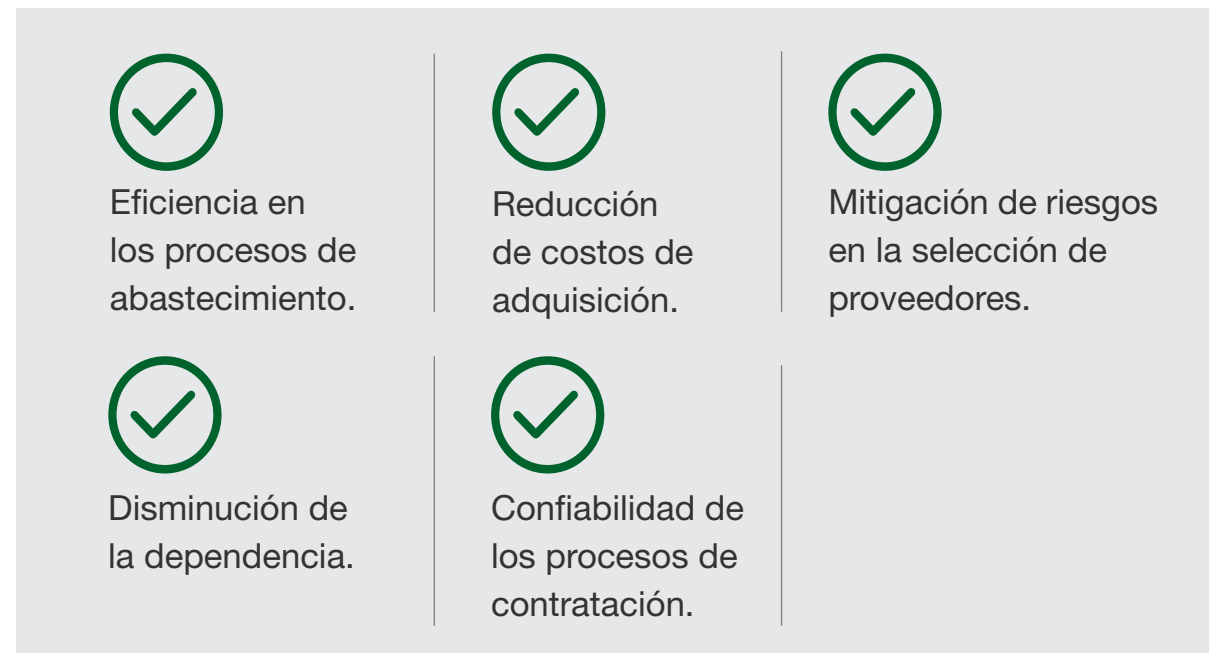 Eficiencia en
los procesos de
abastecimiento.
Reducción
de costos de
adquisición.
Mitigación de riesgos
en la selección de
proveedores.
Disminución de
la dependencia.
Confiabilidad de
los procesos de
contratación.